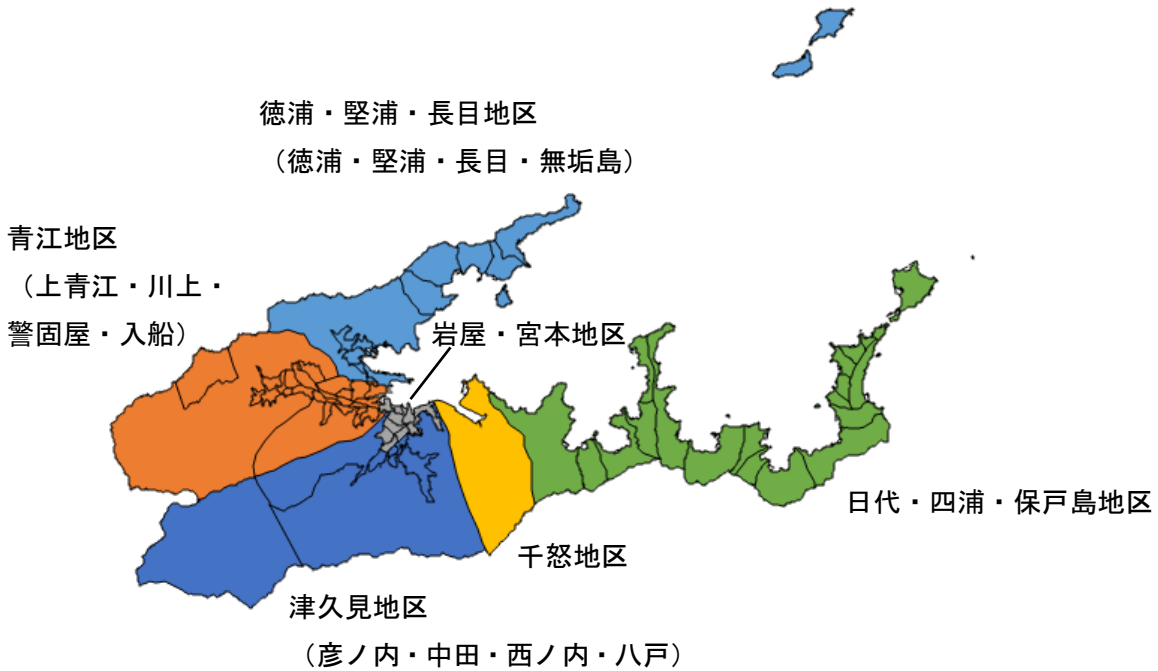 徳浦・堅浦・長目地区
（徳浦・堅浦・長目・無垢島）
青江地区
（上青江・川上・
警固屋・入船）
岩屋・宮本地区
日代・四浦・保戸島地区
千怒地区
津久見地区
（彦ノ内・中田・西ノ内・八戸）